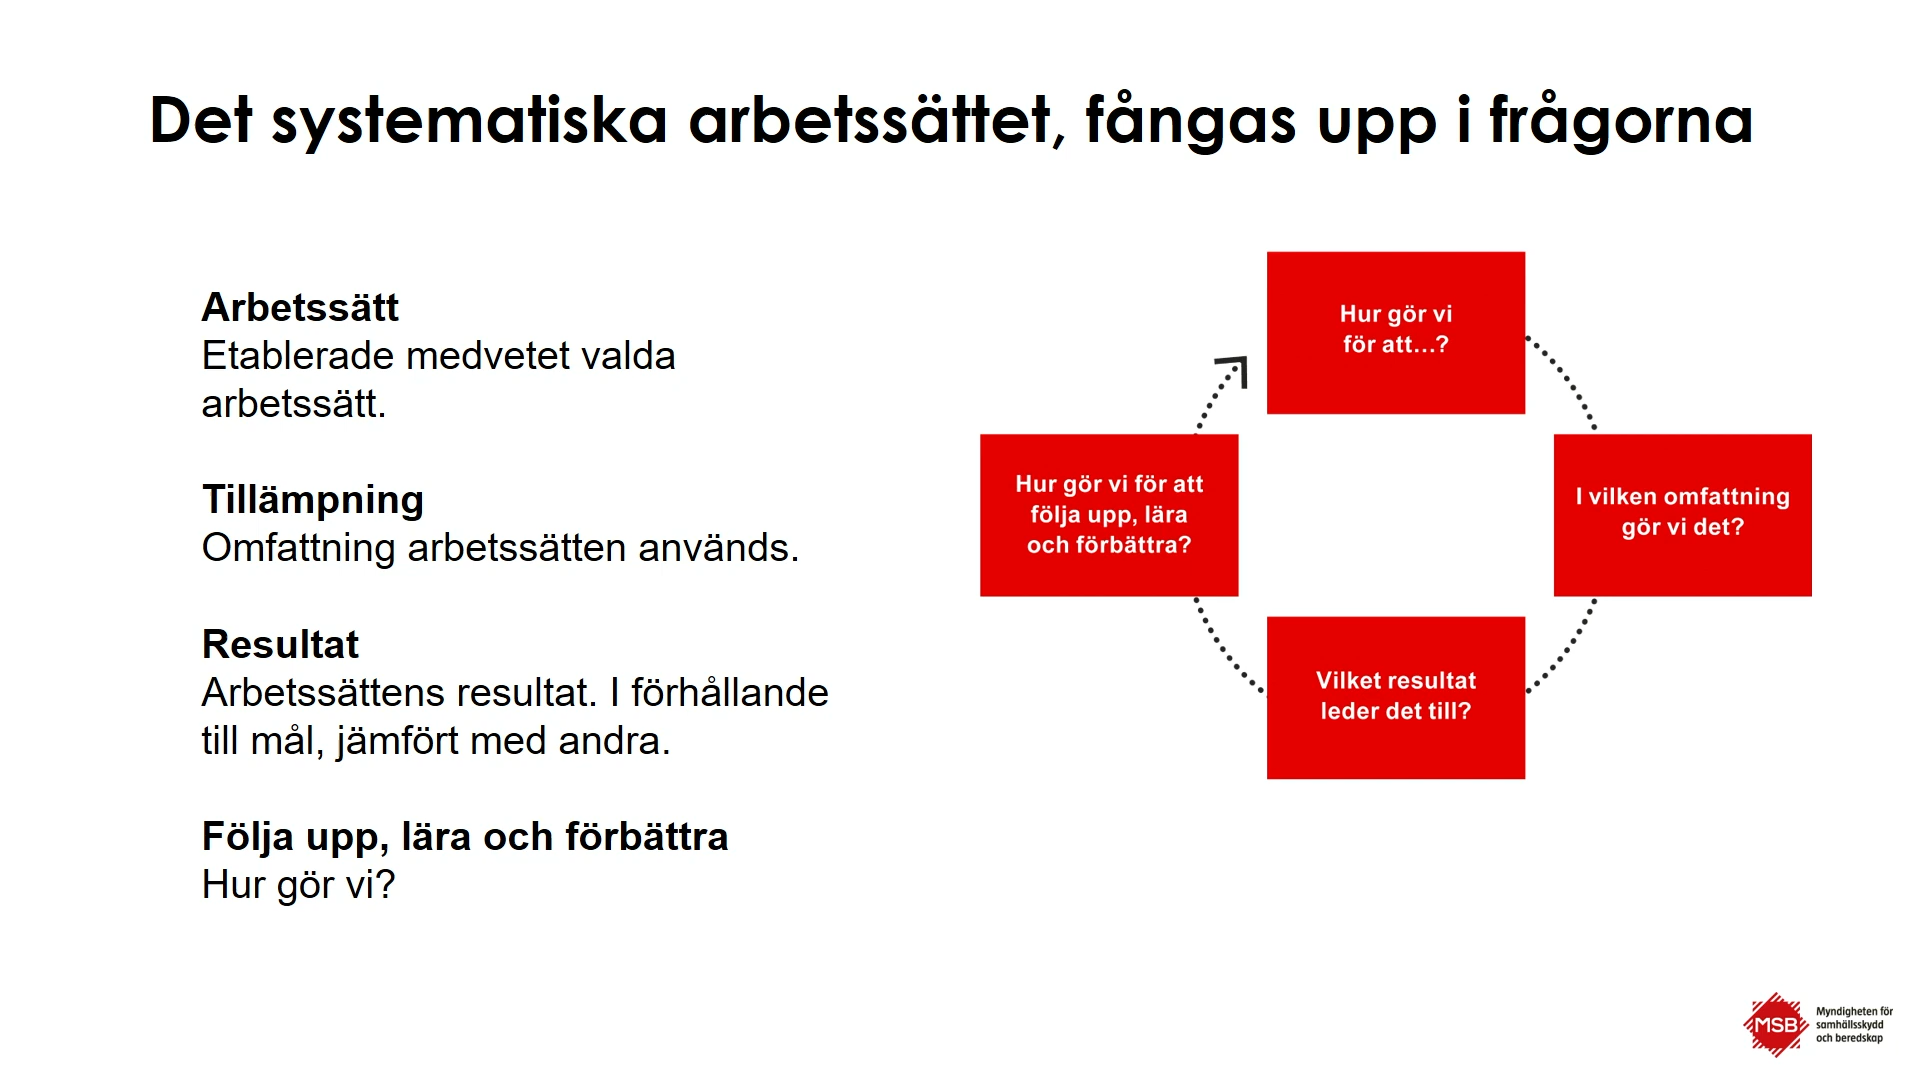 Det systematiska arbetssättet, fångas upp i frågorna
Arbetssätt
Etablerade medvetet valda
arbetssätt.
Tillämpning
Omfattning arbetssätten används.
Resultat
Arbetssättens resultat. I förhållande
till mål, jämfört med andra.
Följa upp, lära och förbättra
Hur gör vi?
Hur gör vi
för att...?
I vilken omfattning
gör vi det?
Vilket resultat
leder det till?
Hur gör vi för att
följa upp, lära
och förbättra?
MSB
Myndigheten för
samhällsskydd
och beredskap